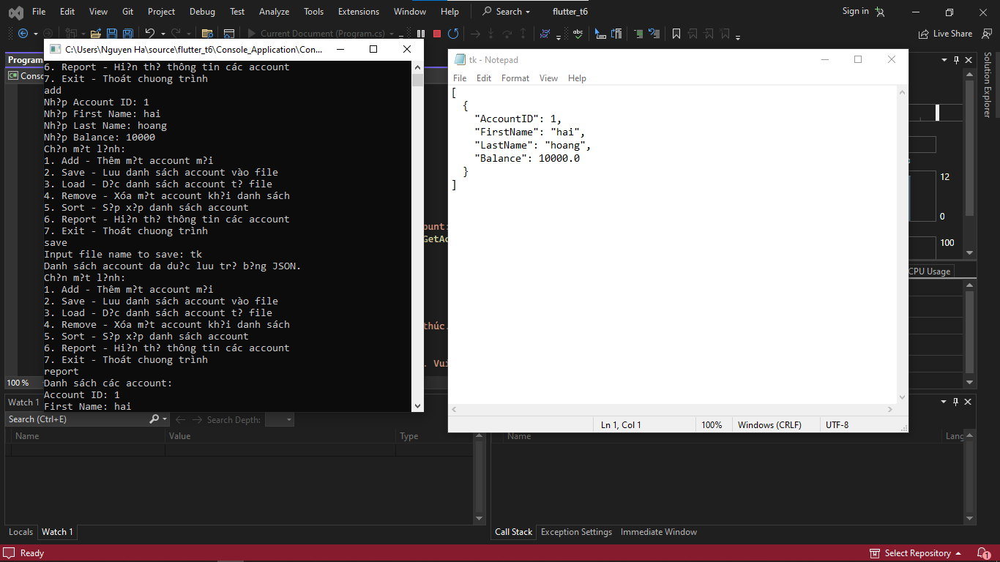 File Edit View Git Project Debug Test Analyze Tools Extensions Window Help Search flutter_t6 Sign in
Current Document (Program.cs) Live Share
C:\Users\Nguyen Ha\source\flutter_t6\Console_Application\Con...
Program
C# Conso
6. Report - Hi?n th? thông tin các account
7. Exit - Thoát chuong trình
add
Nh?p Account ID: 1
Nh?p First Name: hai
Nh?p Last Name: hoang
Nh?p Balance: 10000
Ch?n m?t l?nh:
1. Add - Thêm m?t account m?i
2. Save - Luu danh sách account vào file
3. Load - D?c danh sách account t? file
4. Remove - Xóa m?t account kh?i danh sách
5. Sort - S?p x?p danh sách account
6. Report - Hi?n th? thông tin các account
7. Exit - Thoát chuong trình
save
Input file name to save: tk
Danh sách account da du?c luu tr? b?ng JSON.
Ch?n m?t l?nh:
1. Add - Thêm m?t account m?i
2. Save - Luu danh sách account vào file
3. Load - D?c danh sách account t? file
4. Remove - Xóa m?t account kh?i danh sách
5. Sort - S?p x?p danh sách account
6. Report - Hi?n th? thông tin các account
7. Exit - Thoát chuong trình
report
Danh sách các account:
Account ID: 1
First Name: hai
ount:
GetAc
thúc.
. Vui
tk - Notepad
File Edit Format View Help
[
{
"AccountID": 1,
"FirstName": "hai",
"LastName": "hoang",
"Balance": 10000.0
}
]
Ln 1, Col 1 100% Windows (CRLF) UTF-8
Solution Explorer
12
0
100
CPU Usage
100 %
Watch 1
Search (Ctrl+E) Search Depth:
Name Value Type
Name Lang
Locals Watch 1
Call Stack Exception Settings Immediate Window
Ready Select Repository 1